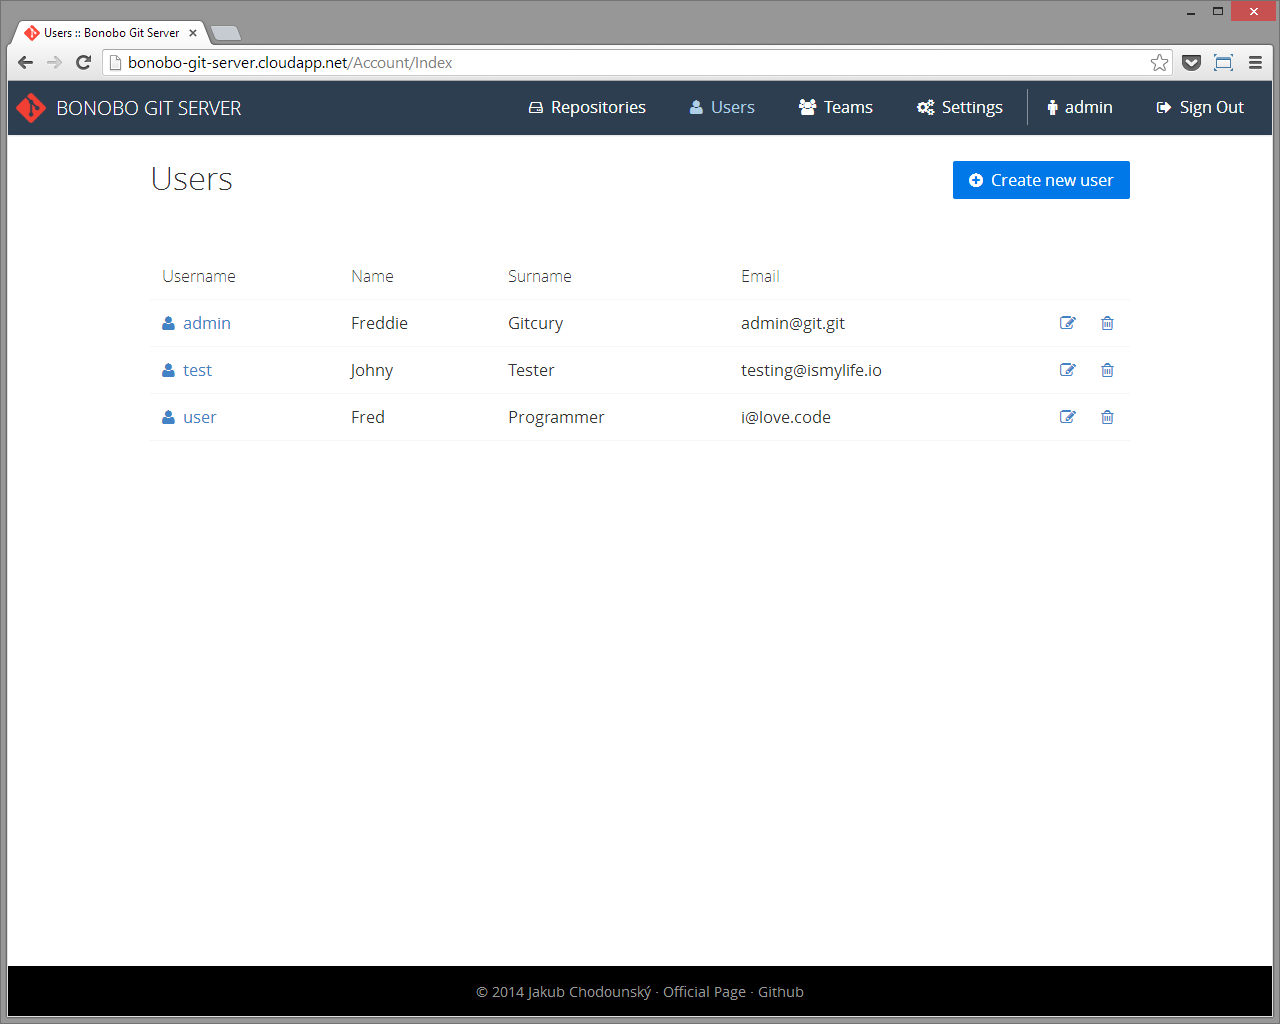 Users :: Bonobo Git Server
bonobo-git-server.cloudapp.net/Account/Index
BONOBO GIT SERVER Repositories Users Teams Settings admin Sign Out
Users Create new user
Username Name Surname Email
admin Freddie Gitcury admin@git.git
test Johny Tester testing@ismylife.io
user Fred Programmer i@love.code
© 2014 Jakub Chodounský · Official Page · Github